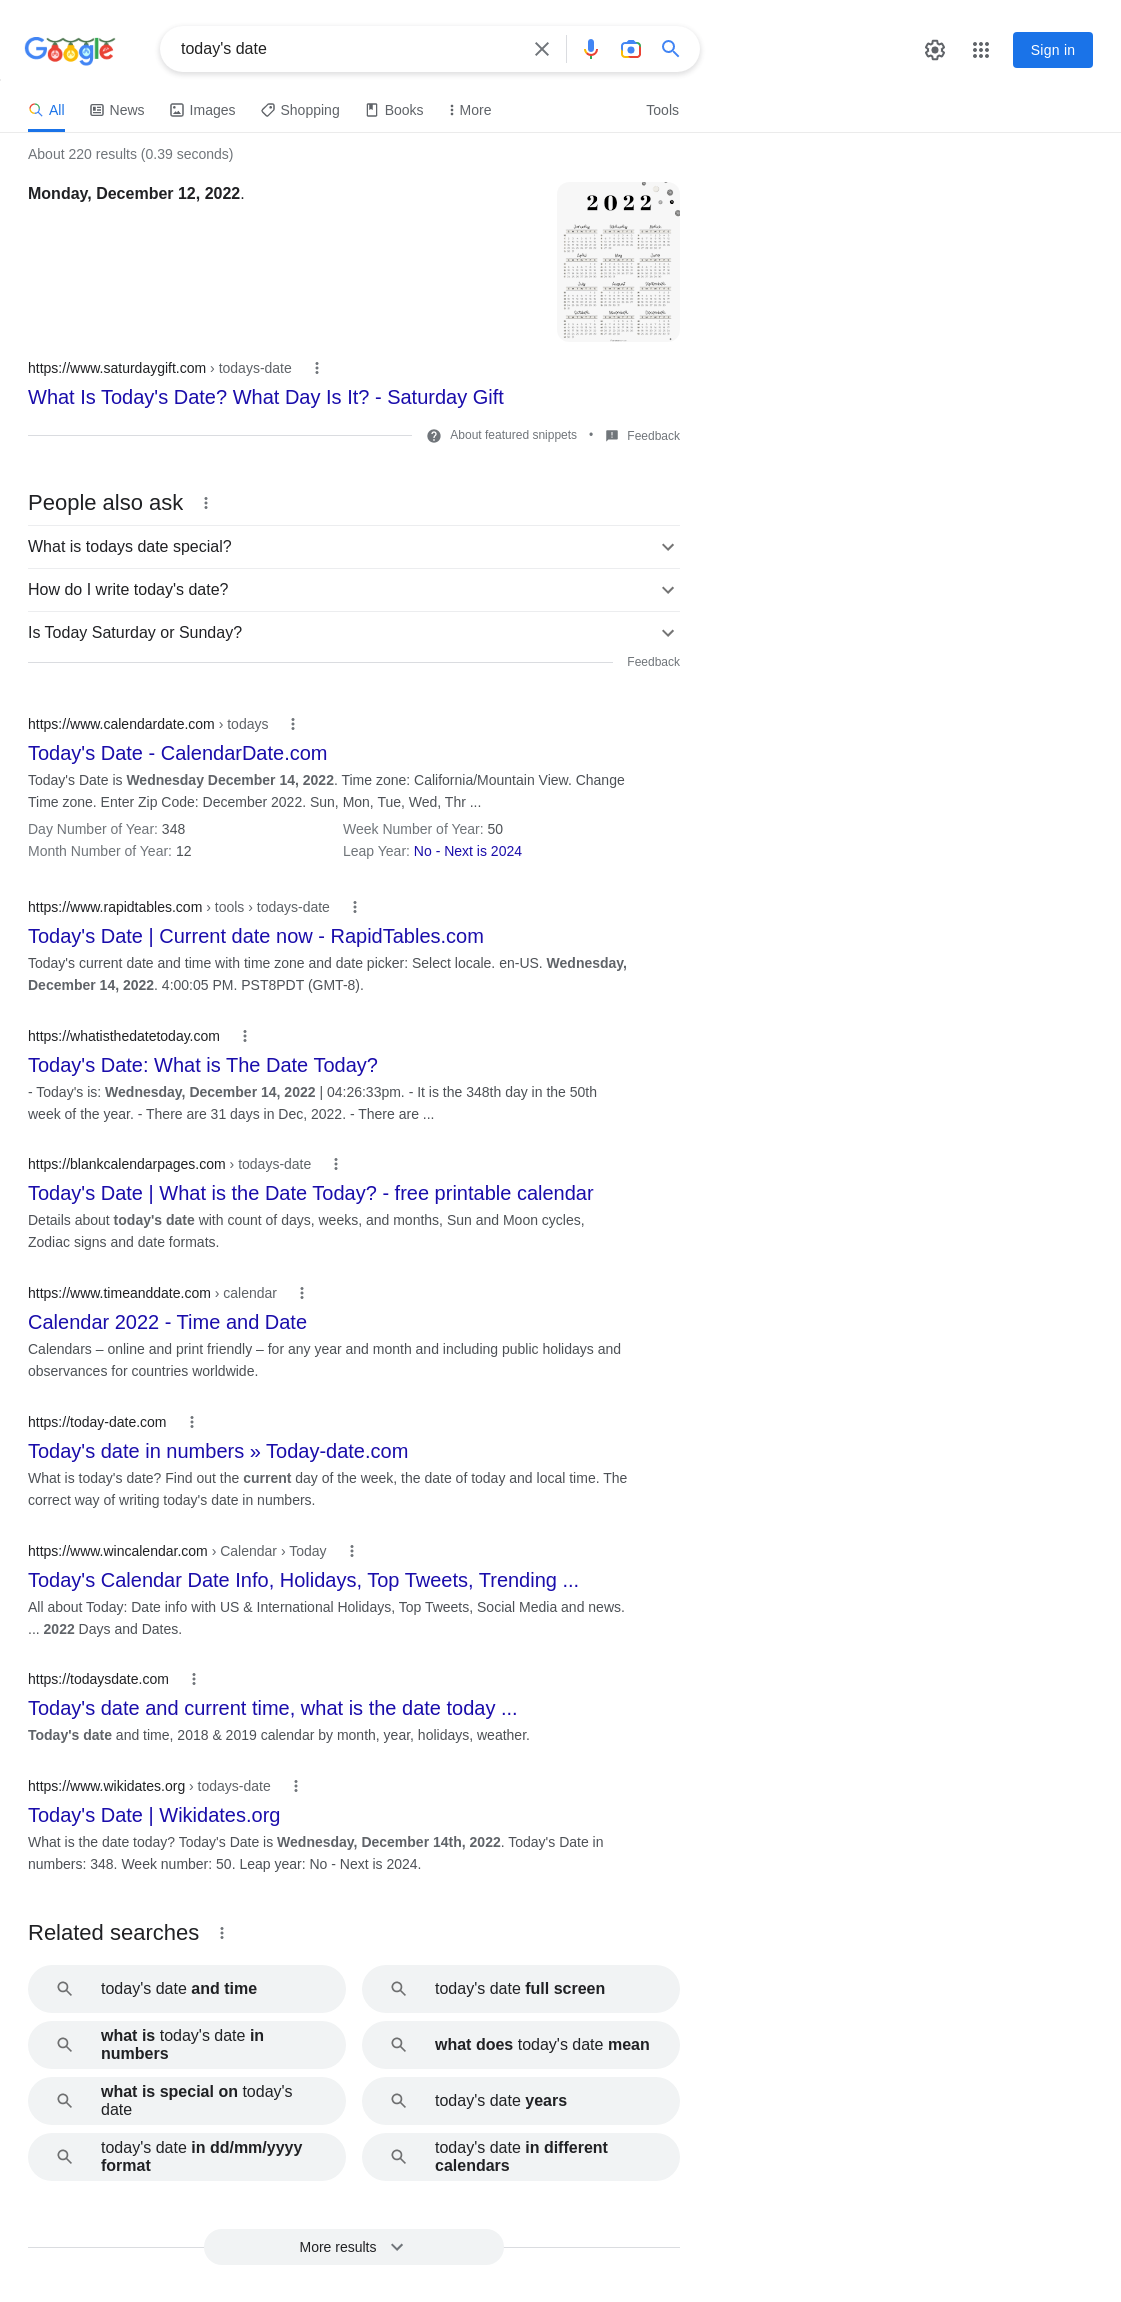 Google
today's date
Sign in
All
News
Images
Shopping
Books
More
Tools
About 220 results (0.39 seconds)
Monday, December 12, 2022.
2022
https://www.saturdaygift.com › todays-date
What Is Today's Date? What Day Is It? - Saturday Gift
About featured snippets • Feedback
People also ask
What is todays date special?
How do I write today's date?
Is Today Saturday or Sunday?
Feedback
https://www.calendardate.com › todays
Today's Date - CalendarDate.com
Today's Date is Wednesday December 14, 2022. Time zone: California/Mountain View. Change
Time zone. Enter Zip Code: December 2022. Sun, Mon, Tue, Wed, Thr ...
Day Number of Year: 348
Week Number of Year: 50
Month Number of Year: 12
Leap Year: No - Next is 2024
https://www.rapidtables.com › tools › todays-date
Today's Date | Current date now - RapidTables.com
Today's current date and time with time zone and date picker: Select locale. en-US. Wednesday,
December 14, 2022. 4:00:05 PM. PST8PDT (GMT-8).
https://whatisthedatetoday.com
Today's Date: What is The Date Today?
- Today's is: Wednesday, December 14, 2022 | 04:26:33pm. - It is the 348th day in the 50th
week of the year. - There are 31 days in Dec, 2022. - There are ...
https://blankcalendarpages.com › todays-date
Today's Date | What is the Date Today? - free printable calendar
Details about today's date with count of days, weeks, and months, Sun and Moon cycles,
Zodiac signs and date formats.
https://www.timeanddate.com › calendar
Calendar 2022 - Time and Date
Calendars – online and print friendly – for any year and month and including public holidays and
observances for countries worldwide.
https://today-date.com
Today's date in numbers » Today-date.com
What is today's date? Find out the current day of the week, the date of today and local time. The
correct way of writing today's date in numbers.
https://www.wincalendar.com › Calendar › Today
Today's Calendar Date Info, Holidays, Top Tweets, Trending ...
All about Today: Date info with US & International Holidays, Top Tweets, Social Media and news.
... 2022 Days and Dates.
https://todaysdate.com
Today's date and current time, what is the date today ...
Today's date and time, 2018 & 2019 calendar by month, year, holidays, weather.
https://www.wikidates.org › todays-date
Today's Date | Wikidates.org
What is the date today? Today's Date is Wednesday, December 14th, 2022. Today's Date in
numbers: 348. Week number: 50. Leap year: No - Next is 2024.
Related searches
today's date and time
today's date full screen
what is today's date in
numbers
what does today's date mean
what is special on today's
date
today's date years
today's date in dd/mm/yyyy
format
today's date in different
calendars
More results